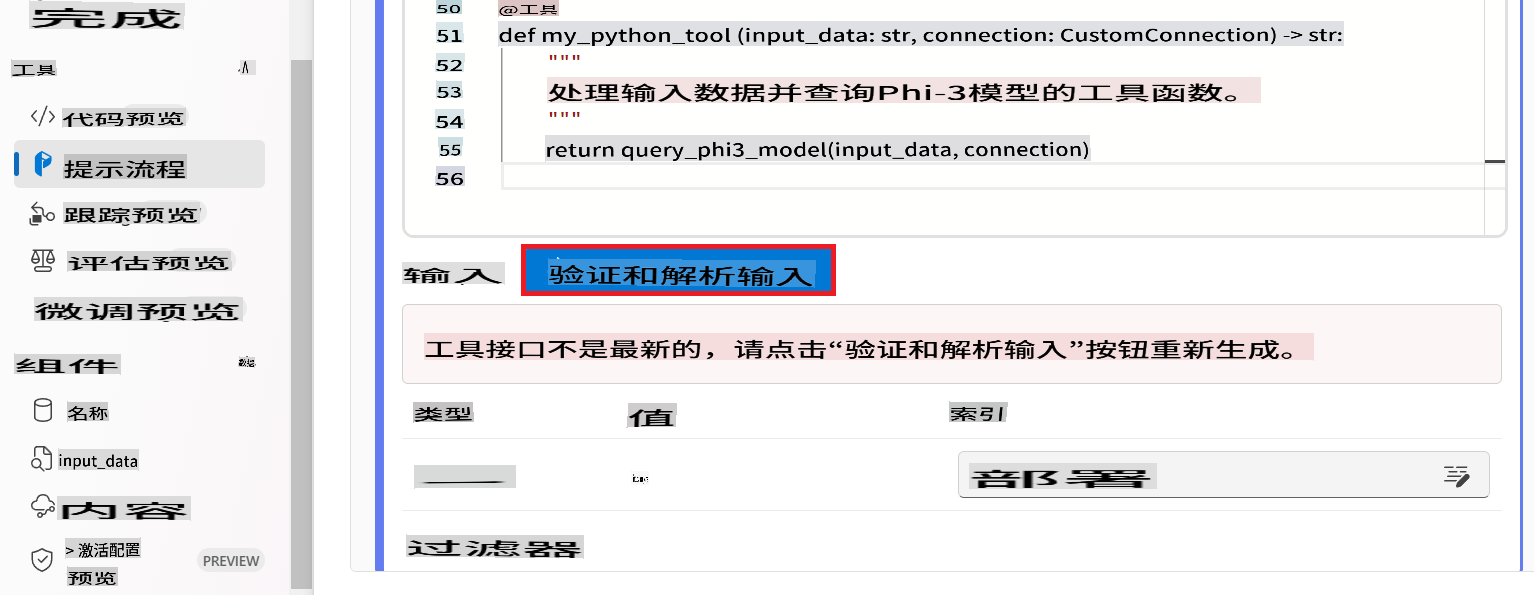 完成
工具
代码预览
提示流程
跟踪预览
评估预览
微调预览
组件
名称
input_data
内容
> 激活配置
预览
PREVIEW
50 @工具
51 def my_python_tool (input_data: str, connection: CustomConnection) -> str:
52 """
53 处理输入数据并查询Phi-3模型的工具函数。
54 """
55 return query_phi3_model(input_data, connection)
56
输入 验证和解析输入
工具接口不是最新的，请点击“验证和解析输入”按钮重新生成。
类型 值 索引
一 部署
过滤器